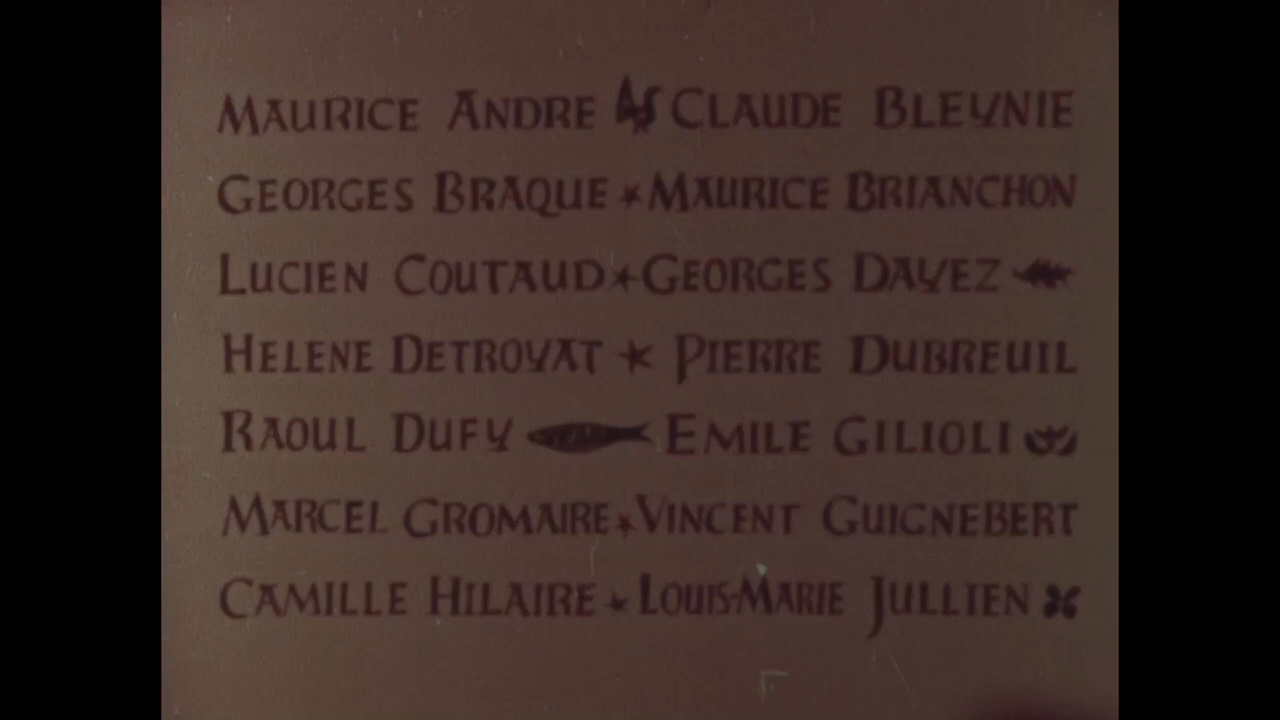 MAURICE ANDRE CLAUDE BLEYNIE
GEORGES BRAQUE ★ MAURICE BRIANCHON
LUCIEN COUTAUD ★ GEORGES DAYEZ
HELENE DETROYAT ★ PIERRE DUBREUIL
RAOUL DUFY EMILE GILIOLI
MARCEL GROMAIRE ★ VINCENT GUIGNEBERT
CAMILLE HILAIRE ★ LOUIS-MARIE JULLIEN